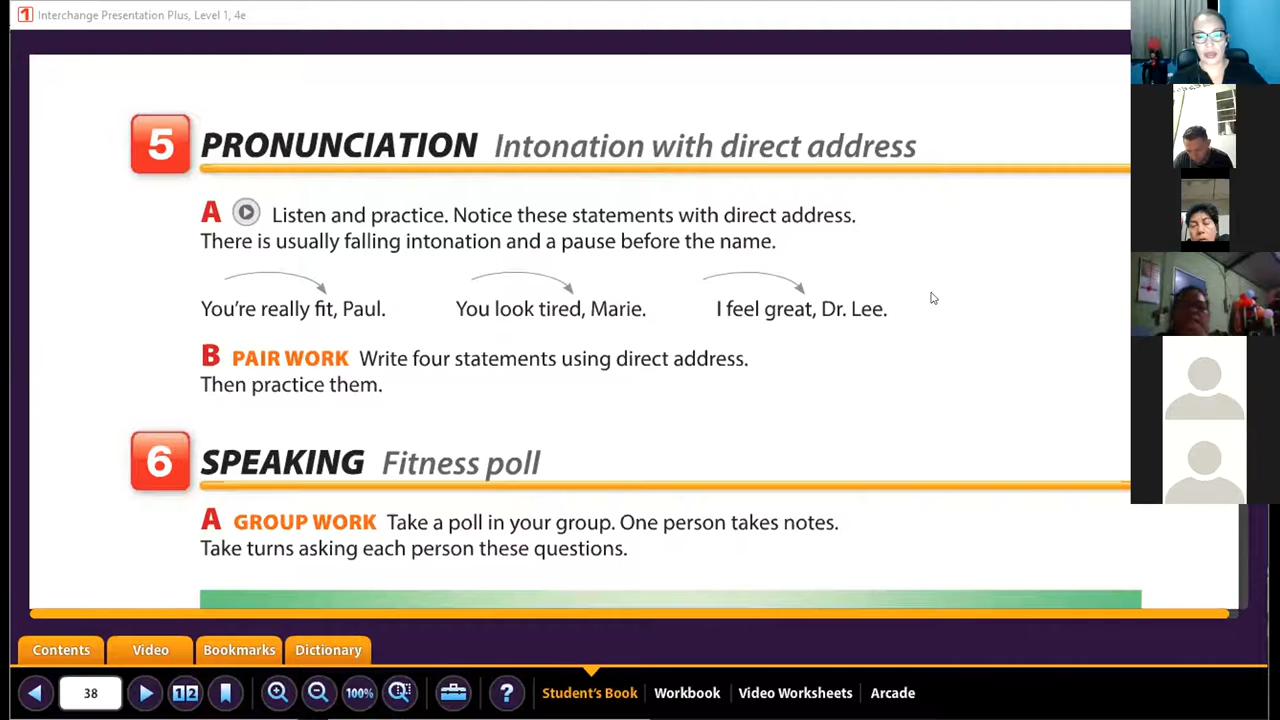 1 Interchange Presentation Plus, Level 1, 4e
5 PRONUNCIATION Intonation with direct address
A Listen and practice. Notice these statements with direct address.
There is usually falling intonation and a pause before the name.
You're really fit, Paul. You look tired, Marie. I feel great, Dr. Lee.
B PAIR WORK Write four statements using direct address.
Then practice them.
6 SPEAKING Fitness poll
A GROUP WORK Take a poll in your group. One person takes notes.
Take turns asking each person these questions.
Contents Video Bookmarks Dictionary
38 1 2 100% ? Student's Book Workbook Video Worksheets Arcade